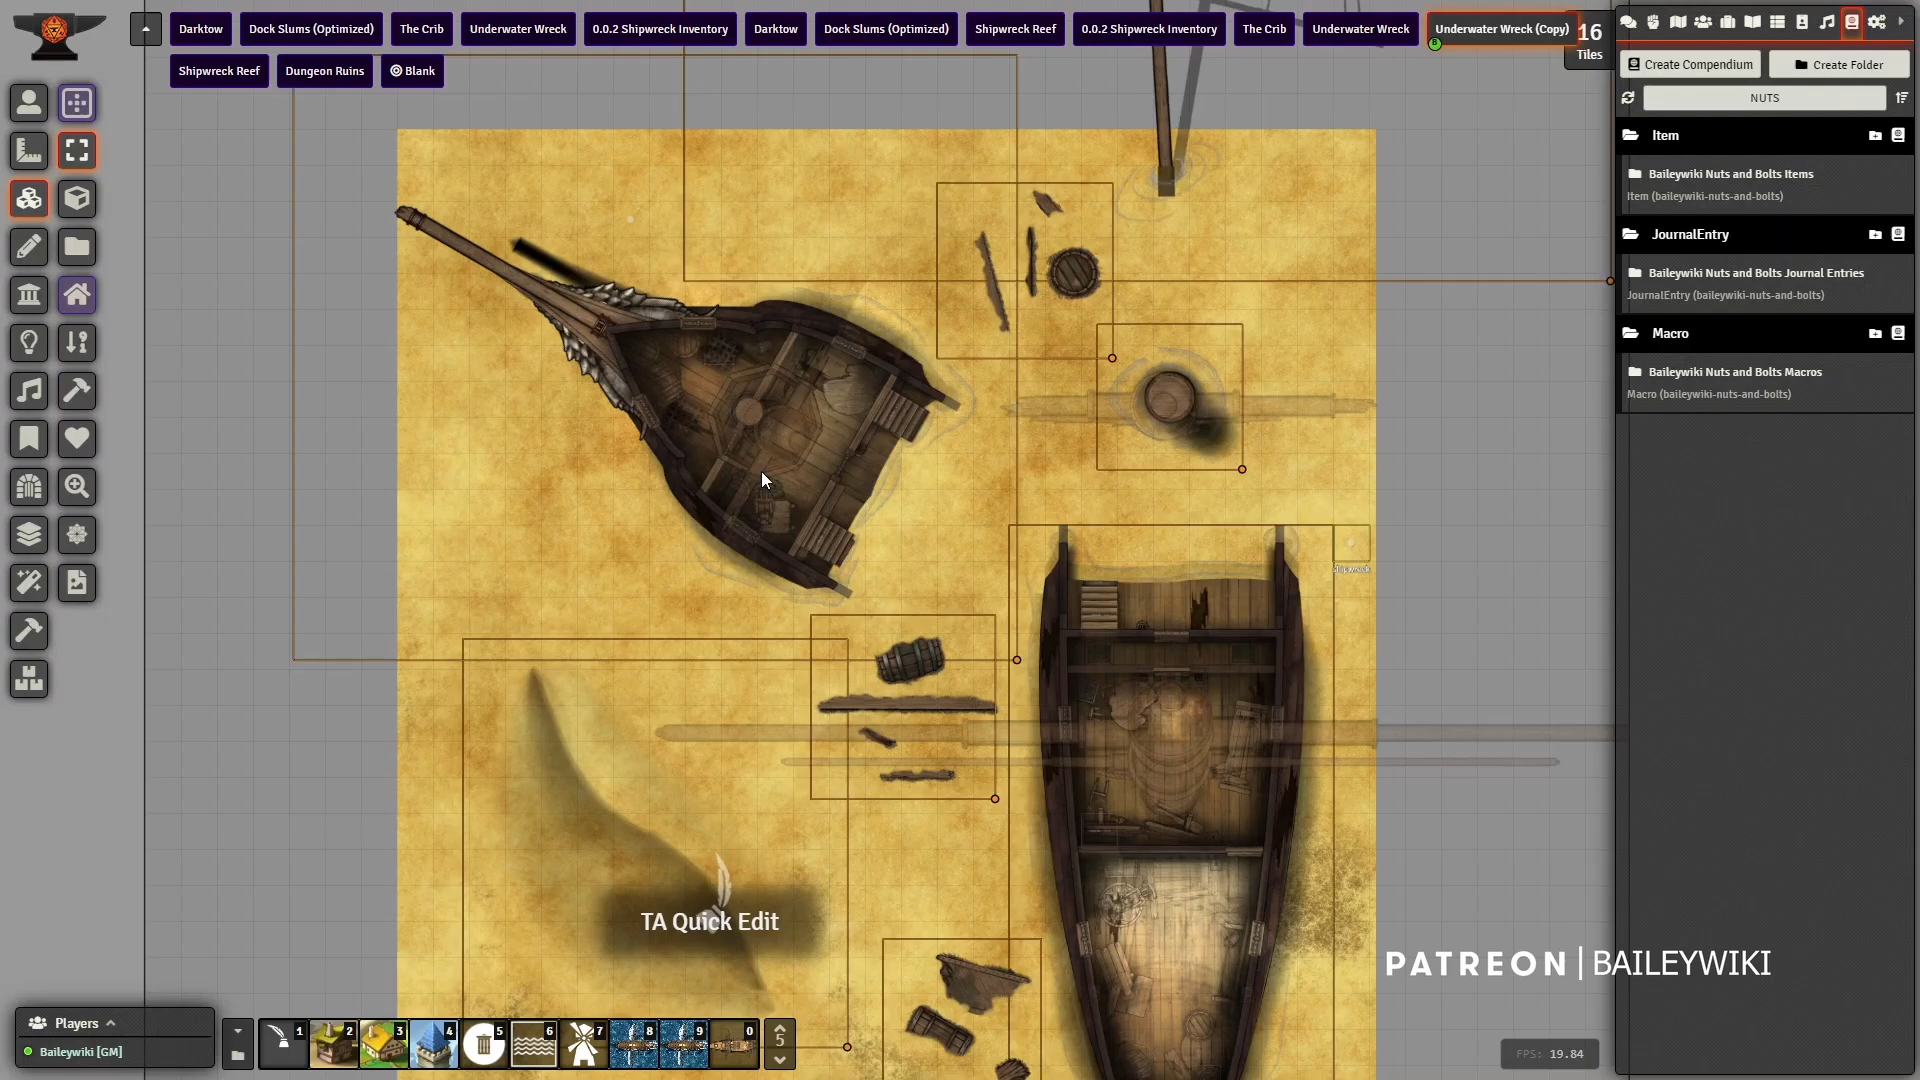 Darktow
Dock Slums (Optimized)
The Crib
Underwater Wreck
0.0.2 Shipwreck Inventory
Darktow
Dock Slums (Optimized)
Shipwreck Reef
0.0.2 Shipwreck Inventory
The Crib
Underwater Wreck
Underwater Wreck (Copy)
B
16
Tiles
Shipwreck Reef
Dungeon Ruins
Blank
Create Compendium
Create Folder
NUTS
Item
Baileywiki Nuts and Bolts Items
Item (baileywiki-nuts-and-bolts)
JournalEntry
Baileywiki Nuts and Bolts Journal Entries
JournalEntry (baileywiki-nuts-and-bolts)
Macro
Baileywiki Nuts and Bolts Macros
Macro (baileywiki-nuts-and-bolts)
TA Quick Edit
PATREON | BAILEYWIKI
Players
Baileywiki [GM]
1
2
3
4
5
6
7
8
9
0
5
FPS: 19.84